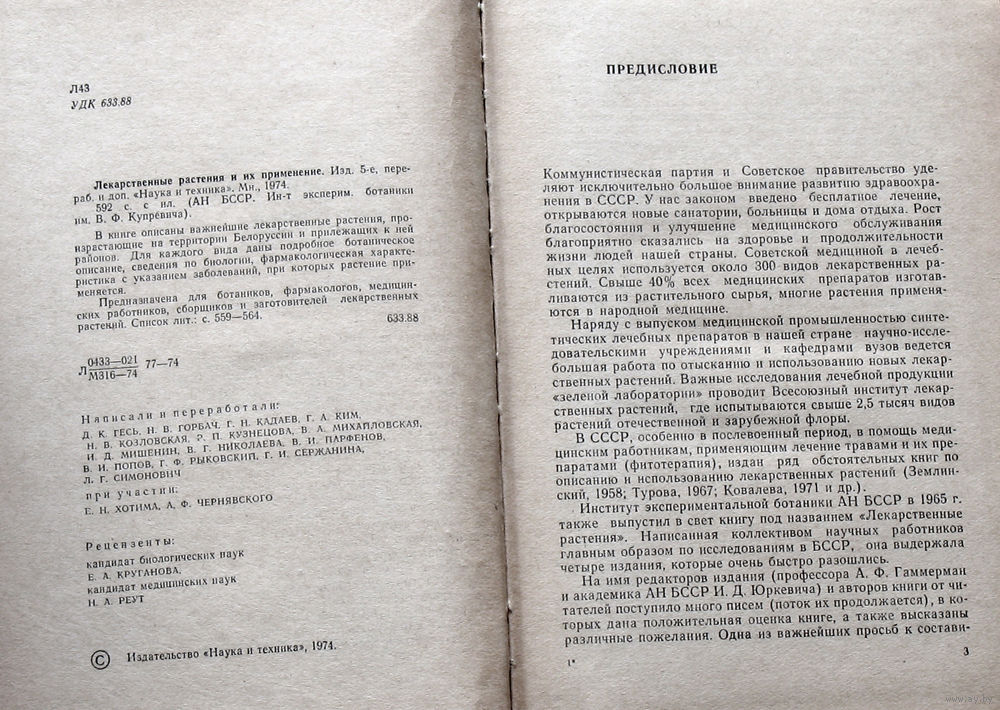 Л43
УДК 633.88
Лекарственные растения и их применение. Изд. 5-е, пере-
раб. и доп. «Наука и техника». Мн., 1974.
592 с. с ил. (АН БССР. Ин-т эксперим. ботаники
им. В. Ф. Купревича).
В книге описаны важнейшие лекарственные растения, про-
израстающие на территории Белоруссии и прилежащих к ней
районов. Для каждого вида даны подробное ботаническое
описание, сведения по биологии, фармакологическая характе-
ристика с указанием заболеваний, при которых растение при-
меняется.
Предназначена для ботаников, фармакологов, медицин-
ских работников, сборщиков и заготовителей лекарственных
растений. Список лит.: с. 559—564.
633.88
Л 0433—021 77—74
М316—74
Написали и переработали:
Д. К. ГЕСЬ, Н. В. ГОРБАЧ, Г. Н. КАДАЕВ, Г. А. КИМ,
Н. В. КОЗЛОВСКАЯ, Р. П. КУЗНЕЦОВА, В. А. МИХАЙЛОВСКАЯ,
И. Д. МИШЕНИН, В. Г. НИКОЛАЕВА, В. И. ПАРФЕНОВ,
В. И. ПОПОВ, Г. Ф. РЫКОВСКИЙ, Г. И. СЕРЖАНИНА,
Л. Г. СИМОНОВИЧ
при участии:
Е. Н. ХОТИМА, А. Ф. ЧЕРНЯВСКОГО
Рецензенты:
кандидат биологических наук
Е. А. КРУГАНОВА,
кандидат медицинских наук
Н. А. РЕУТ
© Издательство «Наука и техника», 1974.
ПРЕДИСЛОВИЕ
Коммунистическая партия и Советское правительство уде-
ляют исключительно большое внимание развитию здравоохра-
нения в СССР. У нас законом введено бесплатное лечение,
открываются новые санатории, больницы и дома отдыха. Рост
благосостояния и улучшение медицинского обслуживания
благоприятно сказались на здоровье и продолжительности
жизни людей нашей страны. Советской медициной в лечеб-
ных целях используется около 300 видов лекарственных ра-
стений. Свыше 40% всех медицинских препаратов изготав-
ливаются из растительного сырья, многие растения применя-
ются в народной медицине.
Наряду с выпуском медицинской промышленностью синте-
тических лечебных препаратов в нашей стране научно-иссле-
довательскими учреждениями и кафедрами вузов ведется
большая работа по отысканию и использованию новых лекар-
ственных растений. Важные исследования лечебной продукции
«зеленой лаборатории» проводит Всесоюзный институт лекар-
ственных растений, где испытываются свыше 2,5 тысяч видов
растений отечественной и зарубежной флоры.
В СССР, особенно в послевоенный период, в помощь меди-
цинским работникам, применяющим лечение травами и их пре-
паратами (фитотерапия), издан ряд обстоятельных книг по
описанию и использованию лекарственных растений (Землин-
ский, 1958; Турова, 1967; Ковалева, 1971 и др.).
Институт экспериментальной ботаники АН БССР в 1965 г.
также выпустил в свет книгу под названием «Лекарственные
растения». Написанная коллективом научных работников
главным образом по исследованиям в БССР, она выдержала
четыре издания, которые очень быстро разошлись.
На имя редакторов издания (профессора А. Ф. Гаммерман
и академика АН БССР И. Д. Юркевича) и авторов книги от чи-
тателей поступило много писем (поток их продолжается), в ко-
торых дана положительная оценка книге, а также высказаны
различные пожелания. Одна из важнейших просьб к состави-
1*
3
www.ay.by